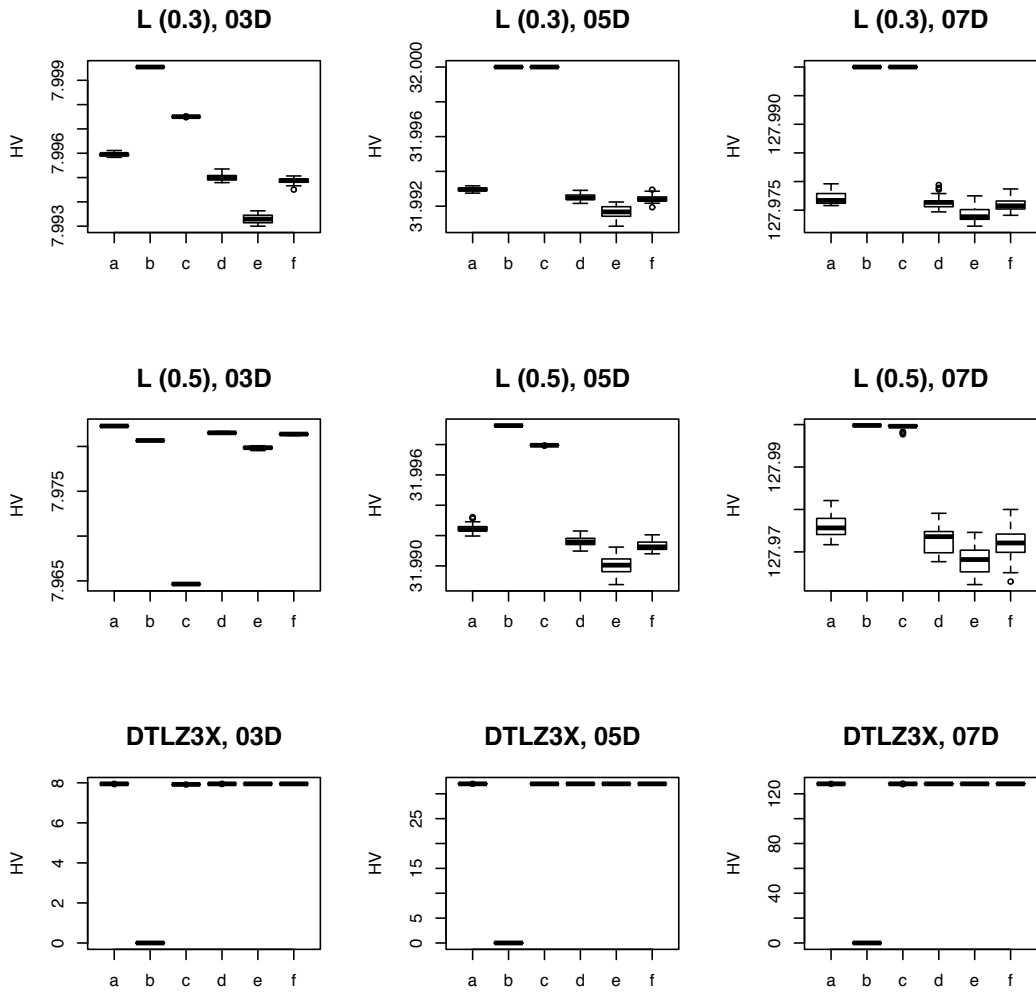 L (0.3), 03D
L (0.3), 05D
L (0.3), 07D
HV
7.993 7.996 7.999
a b c d e f
HV
31.992 31.996 32.000
a b c d e f
HV
127.975 127.990
a b c d e f
L (0.5), 03D
L (0.5), 05D
L (0.5), 07D
HV
7.965 7.975
a b c d e f
HV
31.990 31.996
a b c d e f
HV
127.97 127.99
a b c d e f
DTLZ3X, 03D
DTLZ3X, 05D
DTLZ3X, 07D
HV
0 2 4 6 8
a b c d e f
HV
0 5 15 25
a b c d e f
HV
0 40 80 120
a b c d e f